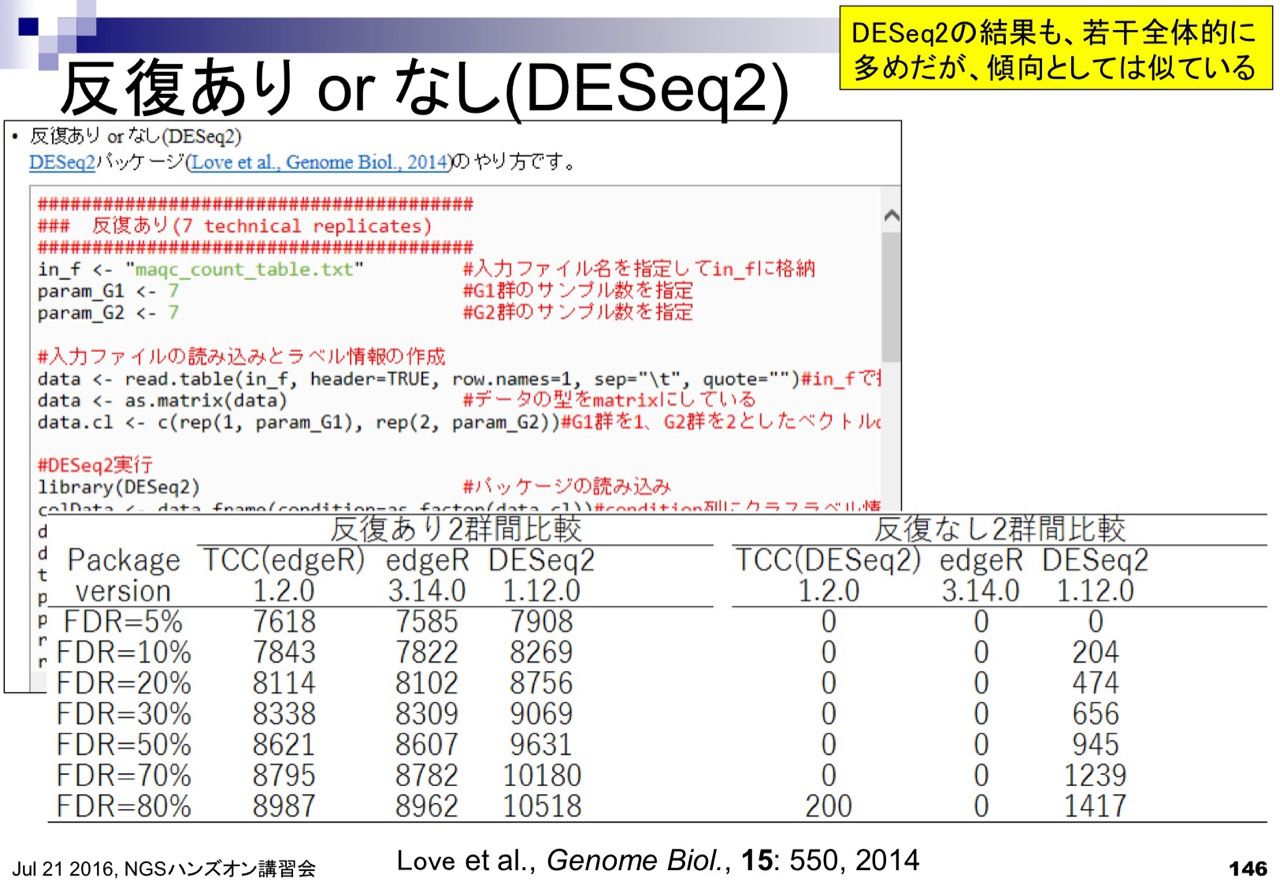 DESeq2の結果も、若干全体的に
多めだが、傾向としては似ている
反復あり or なし(DESeq2)
• 反復あり or なし(DESeq2)
DESeq2パッケージ(Love et al., Genome Biol., 2014)のやり方です。
########################################
### 反復あり(7 technical replicates)
########################################
in_f <- "maqc_count_table.txt" #入力ファイル名を指定してin_fに格納
param_G1 <- 7 #G1群のサンプル数を指定
param_G2 <- 7 #G2群のサンプル数を指定
#入力ファイルの読み込みとラベル情報の作成
data <- read.table(in_f, header=TRUE, row.names=1, sep="\t", quote="")#in_fで
data <- as.matrix(data) #データの型をmatrixにしている
data.cl <- c(rep(1, param_G1), rep(2, param_G2))#G1群を1、G2群を2としたベクトル
#DESeq2実行
library(DESeq2) #パッケージの読み込み
colData <- data.frame(condition=as.factor(data.cl))#condition列にクラスラベル情
反復あり2群間比較 反復なし2群間比較
Package TCC(edgeR) edgeR DESeq2 TCC(DESeq2) edgeR DESeq2
version 1.2.0 3.14.0 1.12.0 1.2.0 3.14.0 1.12.0
FDR=5% 7618 7585 7908 0 0 0
FDR=10% 7843 7822 8269 0 0 204
FDR=20% 8114 8102 8756 0 0 474
FDR=30% 8338 8309 9069 0 0 656
FDR=50% 8621 8607 9631 0 0 945
FDR=70% 8795 8782 10180 0 0 1239
FDR=80% 8987 8962 10518 200 0 1417
Jul 21 2016, NGSハンズオン講習会
Love et al., Genome Biol., 15: 550, 2014
146